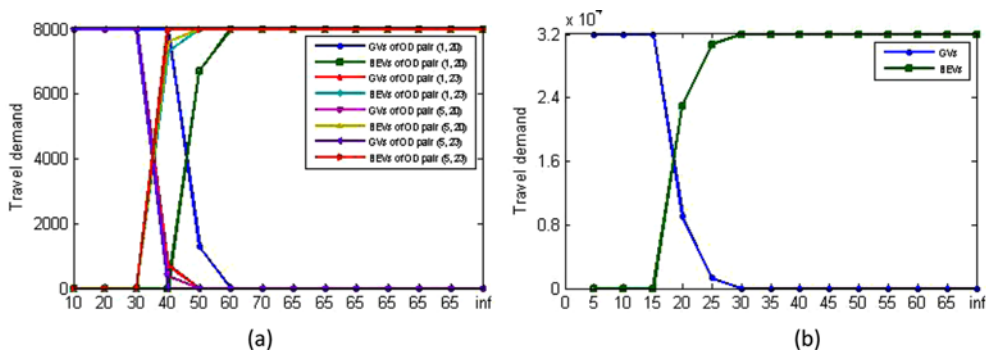 8000
6000
4000
2000
0
Travel demand
GVs of OD pair (1, 20)
BEVs of OD pair (1, 20)
GVs of OD pair (1, 23)
BEVs of OD pair (1, 23)
GVs of OD pair (5, 20)
BEVs of OD pair (5, 20)
GVs of OD pair (5, 23)
BEVs of OD pair (5, 23)
10 20 30 40 50 60 70 65 65 65 65 65 65 inf
(a)
x 10
3.2
2.4
1.6
0.8
0
Travel demand
GVs
BEVs
0 5 10 15 20 25 30 40 45 50 55 60 65 inf
(b)